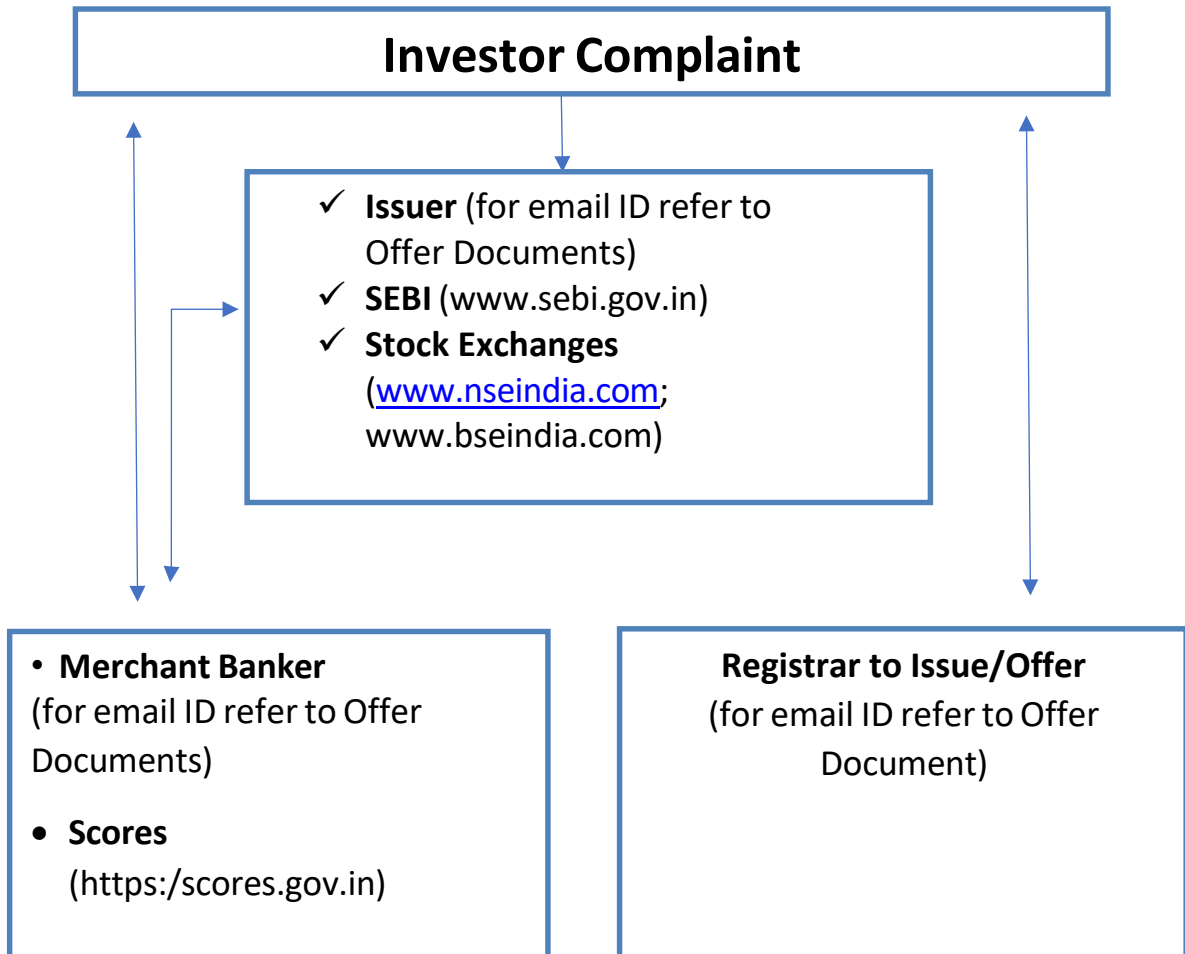 Investor Complaint
✓ Issuer (for email ID refer to
Offer Documents)
✓ SEBI (www.sebi.gov.in)
✓ Stock Exchanges
(www.nseindia.com;
www.bseindia.com)
• Merchant Banker
(for email ID refer to Offer
Documents)
• Scores
(https:/scores.gov.in)
Registrar to Issue/Offer
(for email ID refer to Offer
Document)